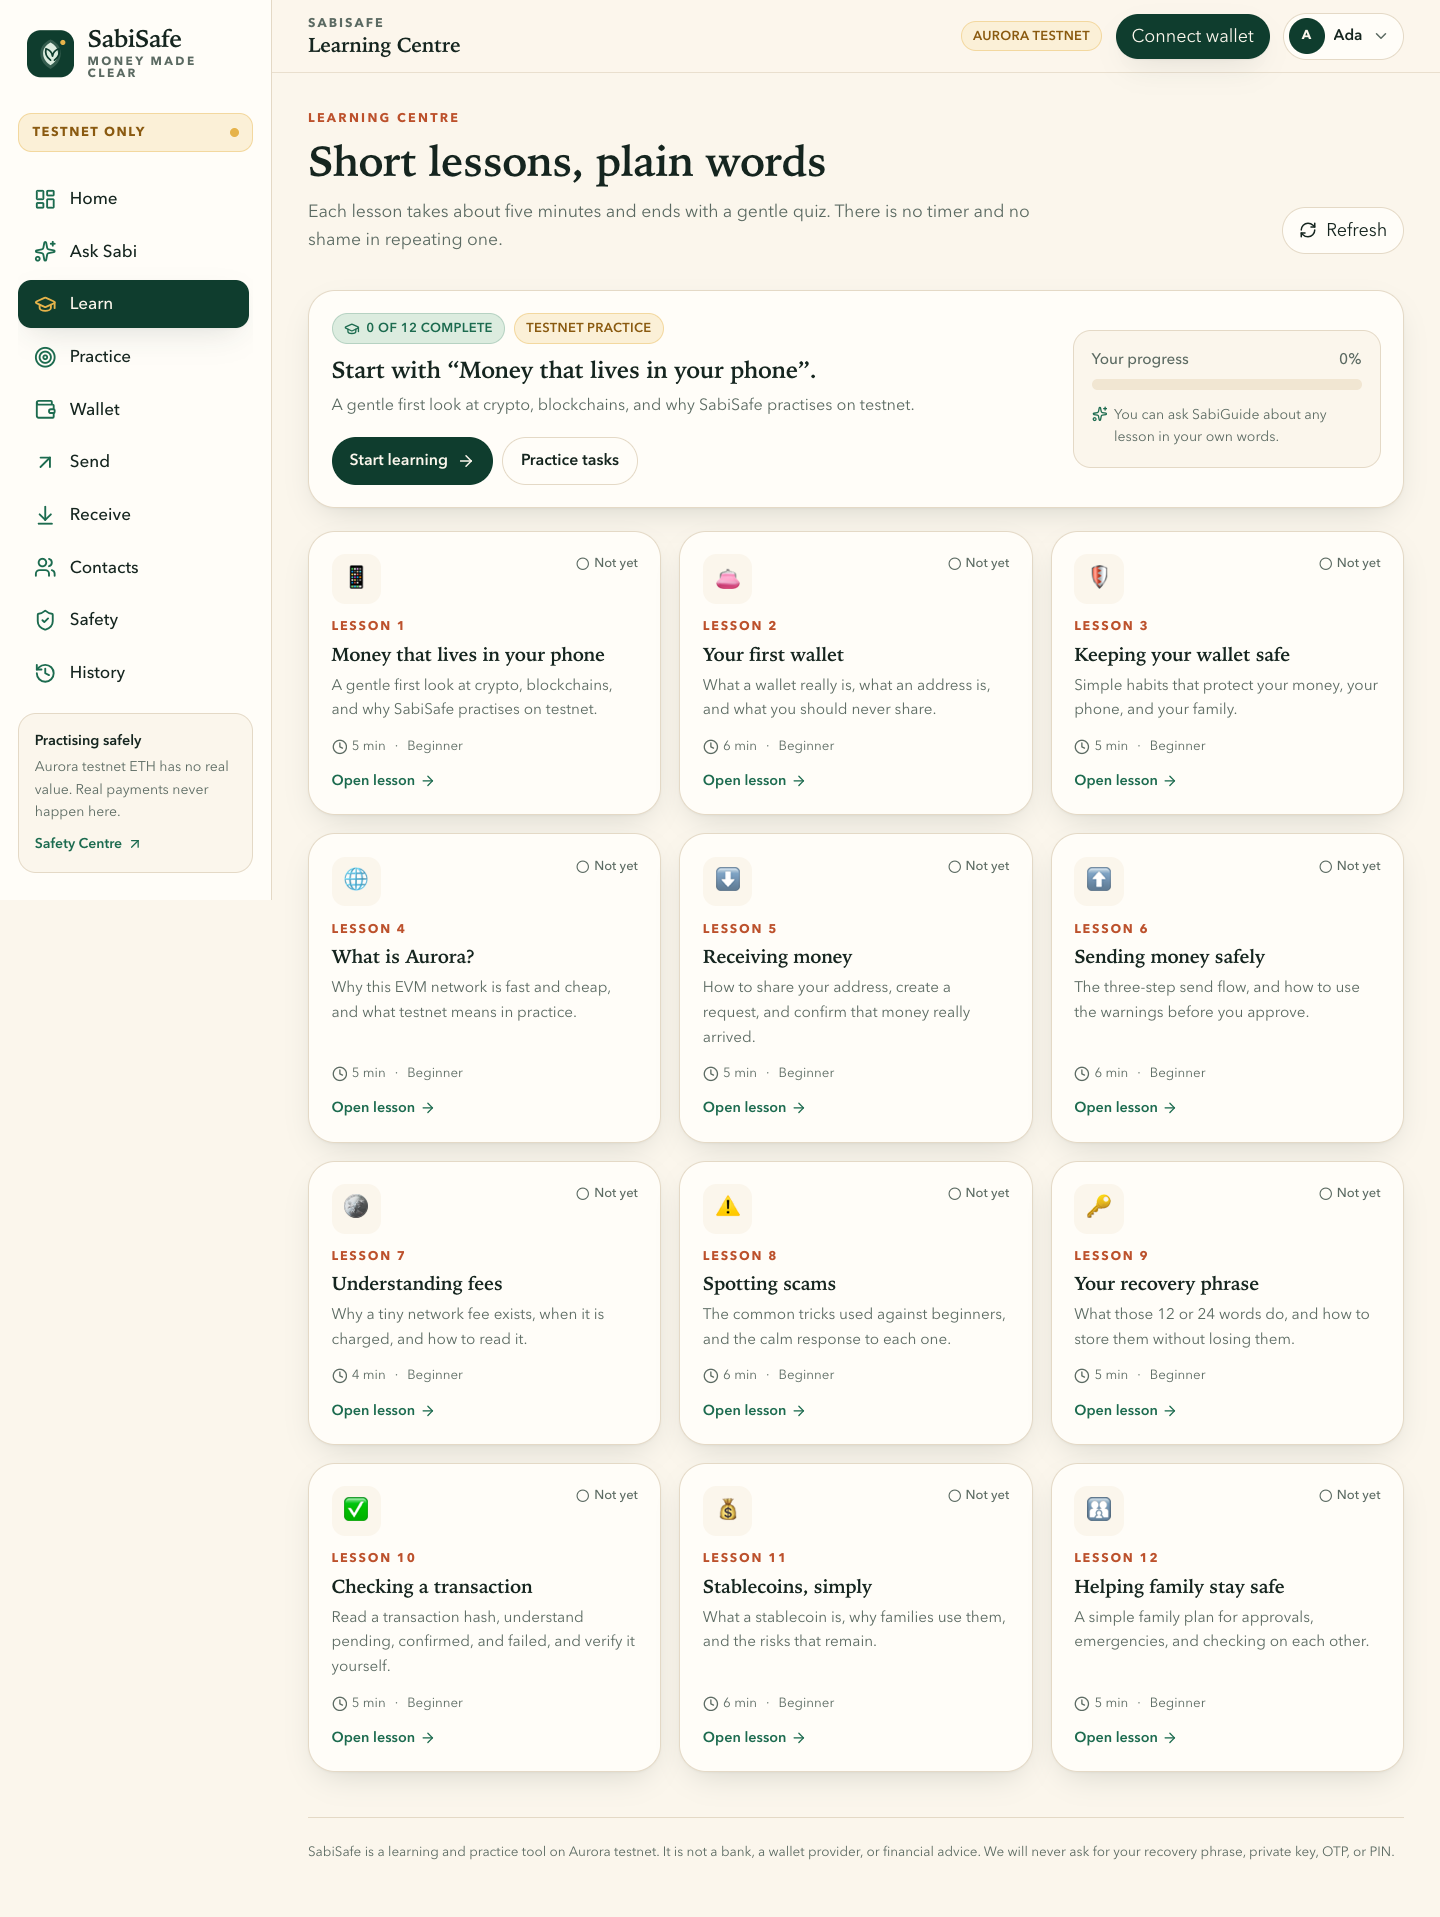 SabiSafe
MONEY MADE
CLEAR
TESTNET ONLY
Home
Ask Sabi
Learn
Practice
Wallet
Send
Receive
Contacts
Safety
History
Practising safely
Aurora testnet ETH has no real
value. Real payments never
happen here.
Safety Centre
SABISAFE
Learning Centre
AURORA TESTNET
Connect wallet
A
Ada
LEARNING CENTRE
Short lessons, plain words
Each lesson takes about five minutes and ends with a gentle quiz. There is no timer and no
shame in repeating one.
Refresh
0 OF 12 COMPLETE
TESTNET PRACTICE
Start with “Money that lives in your phone”.
A gentle first look at crypto, blockchains, and why SabiSafe practises on testnet.
Start learning
Practice tasks
Your progress
0%
You can ask SabiGuide about any
lesson in your own words.
Not yet
LESSON 1
Money that lives in your phone
A gentle first look at crypto, blockchains,
and why SabiSafe practises on testnet.
5 min · Beginner
Open lesson
Not yet
LESSON 2
Your first wallet
What a wallet really is, what an address is,
and what you should never share.
6 min · Beginner
Open lesson
Not yet
LESSON 3
Keeping your wallet safe
Simple habits that protect your money, your
phone, and your family.
5 min · Beginner
Open lesson
Not yet
LESSON 4
What is Aurora?
Why this EVM network is fast and cheap,
and what testnet means in practice.
5 min · Beginner
Open lesson
Not yet
LESSON 5
Receiving money
How to share your address, create a
request, and confirm that money really
arrived.
5 min · Beginner
Open lesson
Not yet
LESSON 6
Sending money safely
The three-step send flow, and how to use
the warnings before you approve.
6 min · Beginner
Open lesson
Not yet
LESSON 7
Understanding fees
Why a tiny network fee exists, when it is
charged, and how to read it.
4 min · Beginner
Open lesson
Not yet
LESSON 8
Spotting scams
The common tricks used against beginners,
and the calm response to each one.
6 min · Beginner
Open lesson
Not yet
LESSON 9
Your recovery phrase
What those 12 or 24 words do, and how to
store them without losing them.
5 min · Beginner
Open lesson
Not yet
LESSON 10
Checking a transaction
Read a transaction hash, understand
pending, confirmed, and failed, and verify it
yourself.
5 min · Beginner
Open lesson
Not yet
LESSON 11
Stablecoins, simply
What a stablecoin is, why families use them,
and the risks that remain.
6 min · Beginner
Open lesson
Not yet
LESSON 12
Helping family stay safe
A simple family plan for approvals,
emergencies, and checking on each other.
5 min · Beginner
Open lesson
SabiSafe is a learning and practice tool on Aurora testnet. It is not a bank, a wallet provider, or financial advice. We will never ask for your recovery phrase, private key, OTP, or PIN.